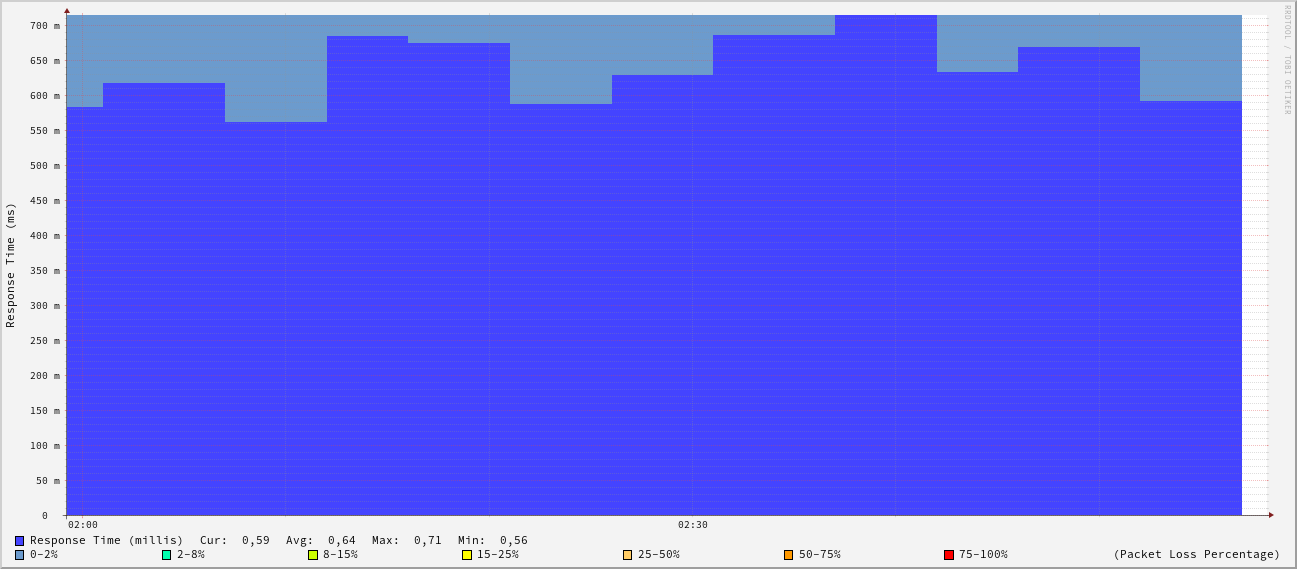 RRDTOOL / TOBI OETIKER
Response Time (ms)
700 m
650 m
600 m
550 m
500 m
450 m
400 m
350 m
300 m
250 m
200 m
150 m
100 m
50 m
0
02:00 02:30
Response Time (millis) Cur: 0,59 Avg: 0,64 Max: 0,71 Min: 0,56
0-2% 2-8% 8-15% 15-25% 25-50% 50-75% 75-100% (Packet Loss Percentage)